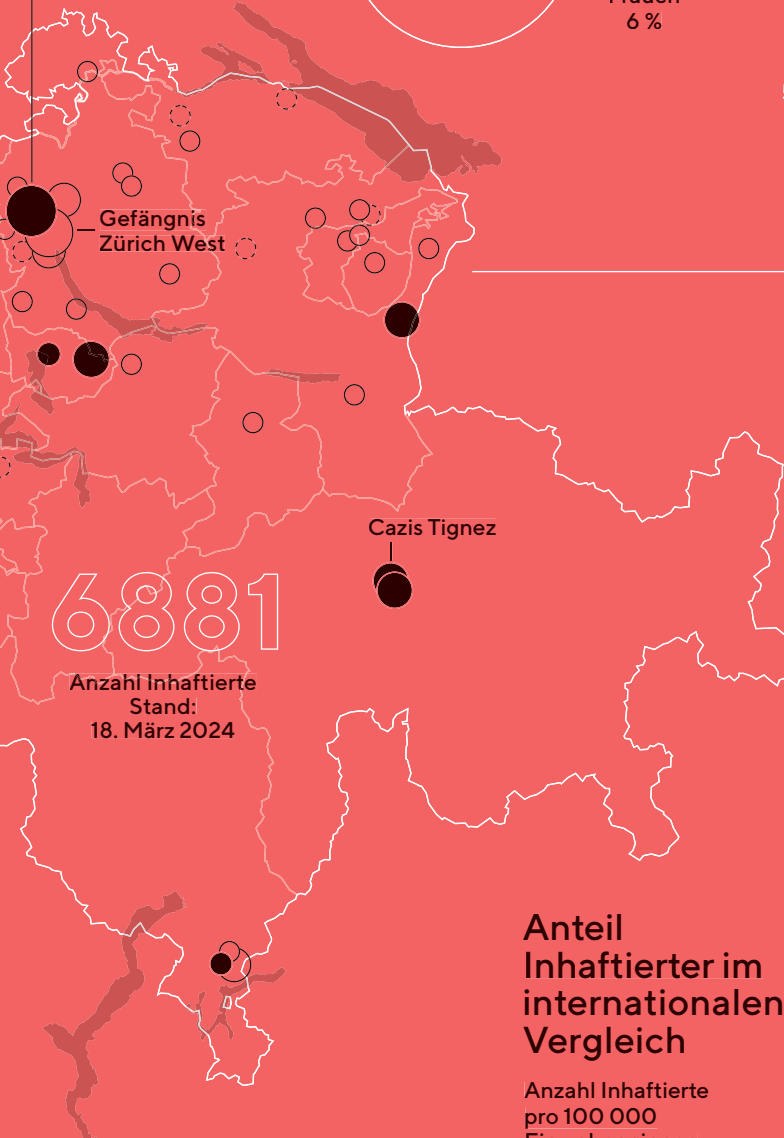 6 %
Gefängnis
Zürich West
Cazis Tignez
6881
Anzahl Inhaftierte
Stand:
18. März 2024
Anteil
Inhaftierter im
internationalen
Vergleich
Anzahl Inhaftierte
pro 100 000